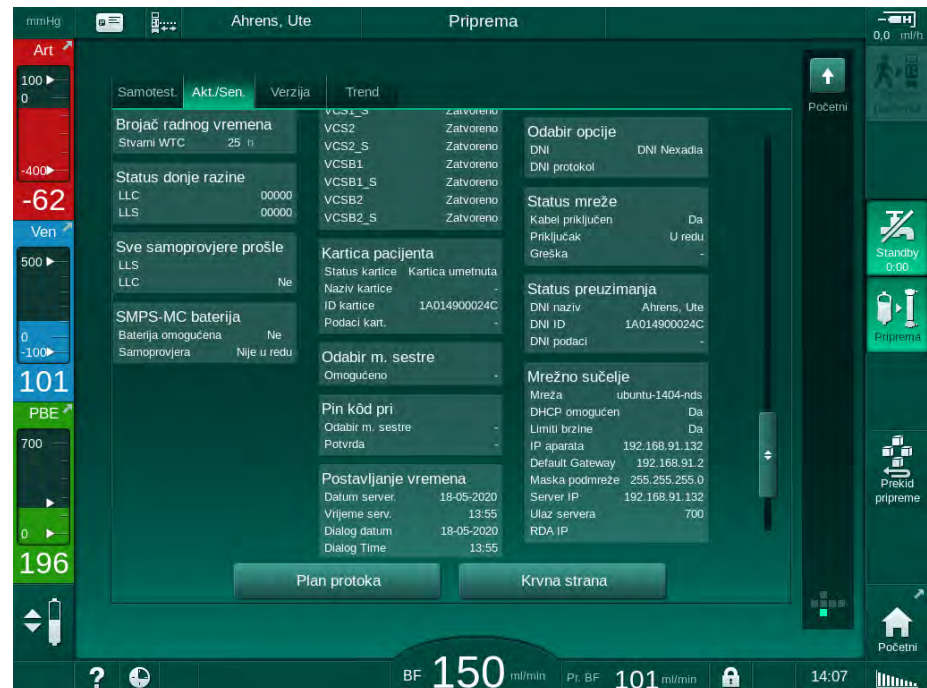 mmHg
Ahrens, Ute
Priprema
0,0 ml/h
Art
100
0
-400
-62
Ven
500
0
-100
101
PBE
700
0
196
Samotest.
Akt./Sen.
Verzija
Trend
Brojač radnog vremena
Stvarni WTC 25 h
Status donje razine
LLC 00000
LLS 00000
Sve samoprovjere prošle
LLS
LLC Ne
SMPS-MC baterija
Baterija omogućena Ne
Samoprovjera Nije u redu
VCS1_S Zatvoreno
VCS2 Zatvoreno
VCS2_S Zatvoreno
VCSB1 Zatvoreno
VCSB1_S Zatvoreno
VCSB2 Zatvoreno
VCSB2_S Zatvoreno
Kartica pacijenta
Status kartice Kartica umetnuta
Naziv kartice -
ID kartice 1A014900024C
Podaci kart. -
Odabir m. sestre
Omogućeno -
Pin kôd pri
Odabir m. sestre -
Potvrda -
Postavljanje vremena
Datum server. 18-05-2020
Vrijeme serv. 13:55
Dialog datum 18-05-2020
Dialog Time 13:55
Odabir opcije
DNI DNI Nexadia
DNI protokol
Status mreže
Kabel priključen Da
Priključak U redu
Greška -
Status preuzimanja
DNI naziv Ahrens, Ute
DNI ID 1A014900024C
DNI podaci -
Mrežno sučelje
Mreža ubuntu-1404-nds
DHCP omogućen Da
Limiti brzine Da
IP aparata 192.168.91.132
Default Gateway 192.168.91.2
Maska podmreže 255.255.255.0
Server IP 192.168.91.132
Ulaz servera 700
RDA IP
Plan protoka
Krvna strana
Početni
Standby
0:00
Priprema
Prekid
pripreme
Početni
?
BF 150 ml/min
Pr. BF 101 ml/min
14:07